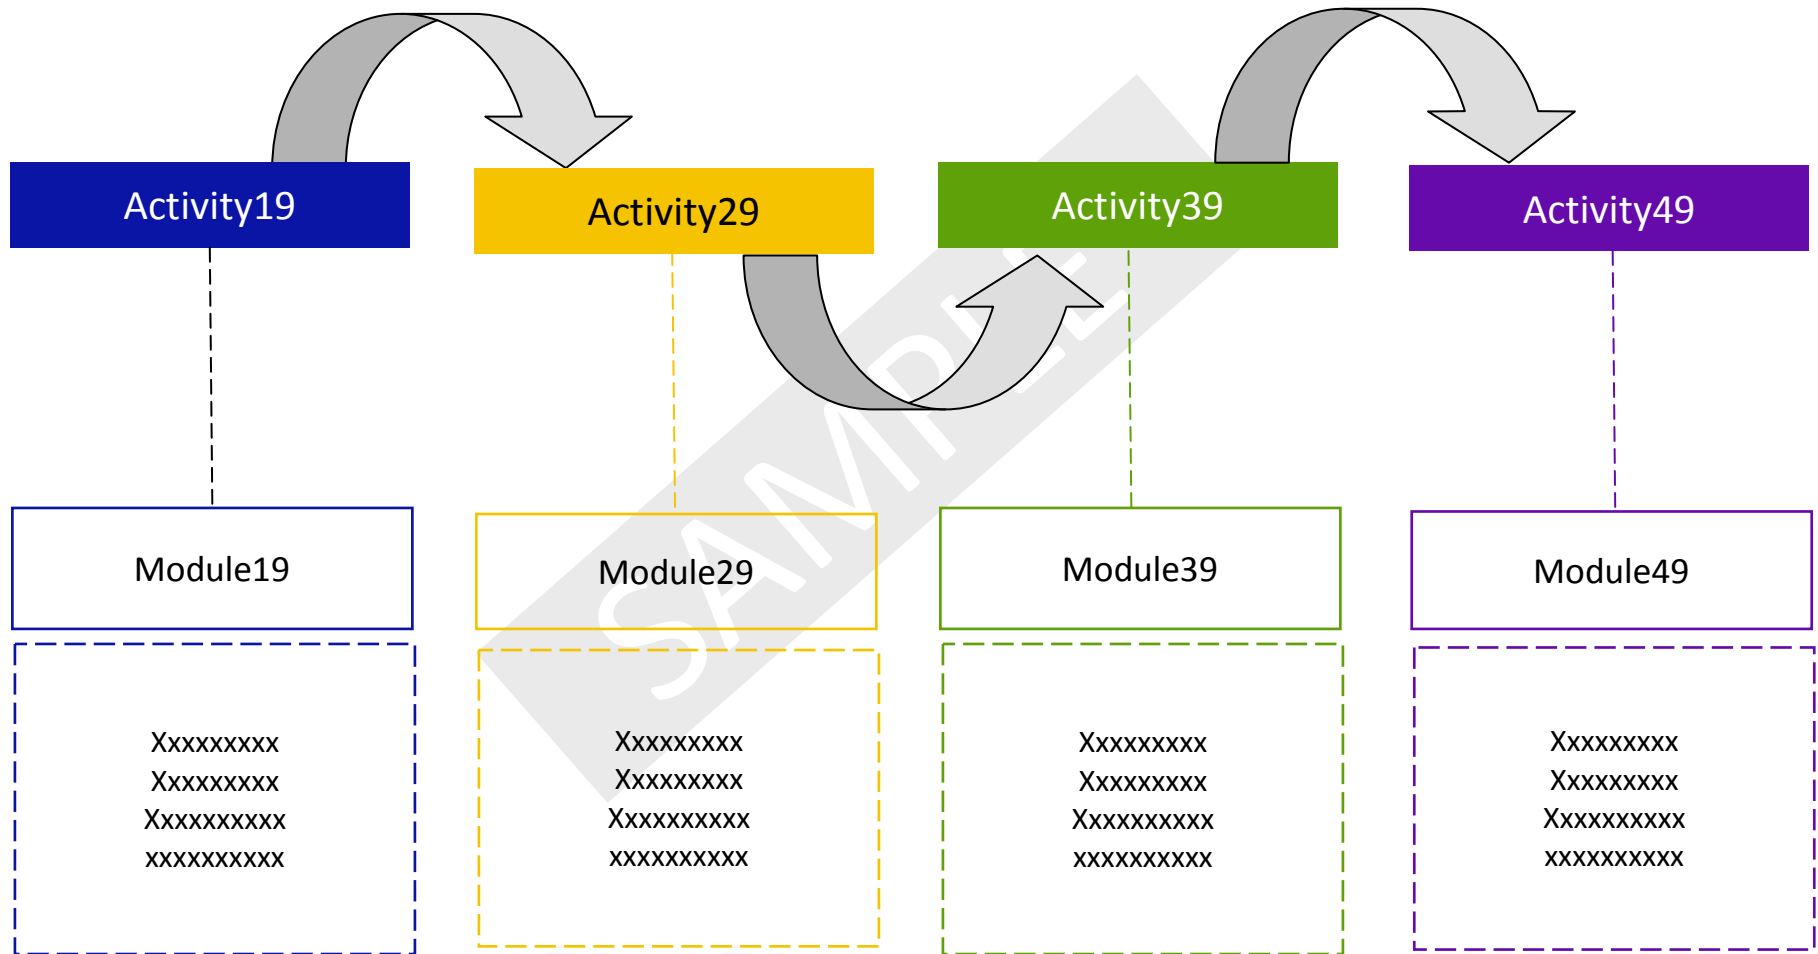 Activity19
Activity29
Activity39
Activity49
SAMPLE
Module19
Module29
Module39
Module49
Xxxxxxxxx
Xxxxxxxxx
Xxxxxxxxxx
xxxxxxxxxx
Xxxxxxxxx
Xxxxxxxxx
Xxxxxxxxxx
xxxxxxxxxx
Xxxxxxxxx
Xxxxxxxxx
Xxxxxxxxxx
xxxxxxxxxx
Xxxxxxxxx
Xxxxxxxxx
Xxxxxxxxxx
xxxxxxxxxx